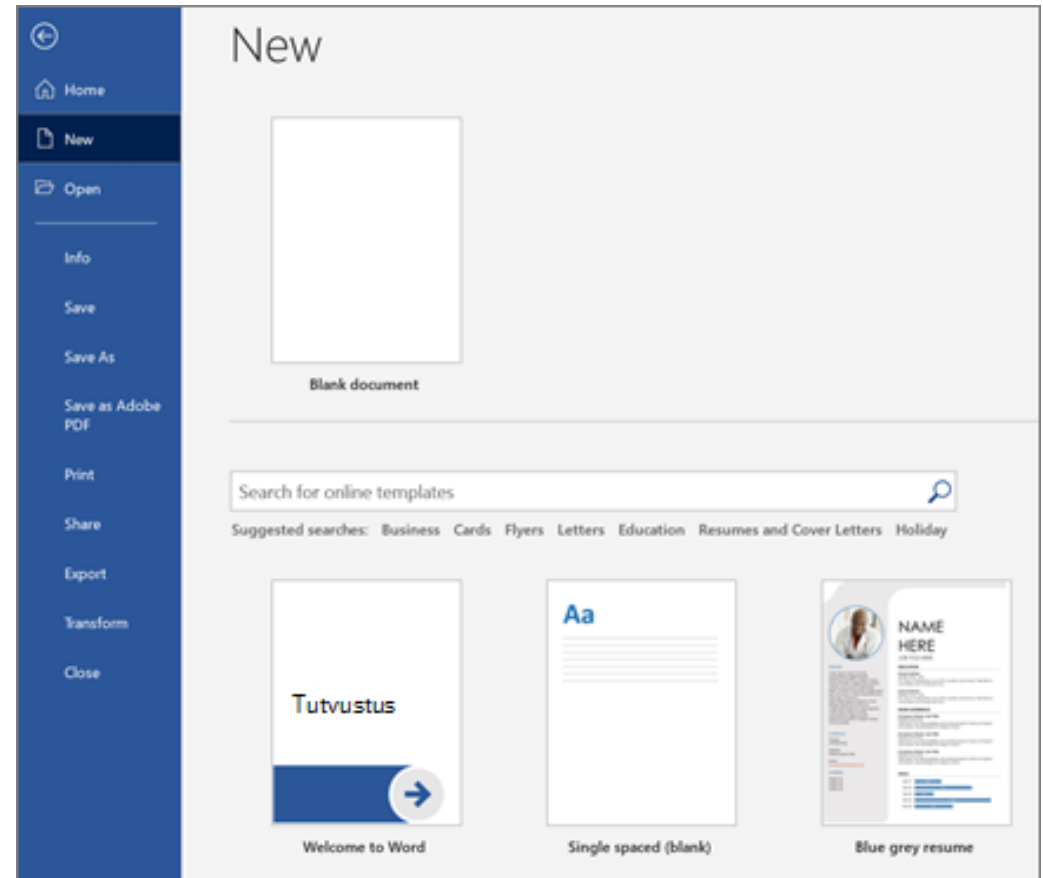 New
Home
New
Open
Info
Save
Save As
Save as Adobe
PDF
Print
Share
Export
Transform
Close
Blank document
Search for online templates
Suggested searches: Business Cards Flyers Letters Education Resumes and Cover Letters Holiday
Tutvustus
Welcome to Word
Aa
Single spaced (blank)
NAME
HERE
Blue grey resume